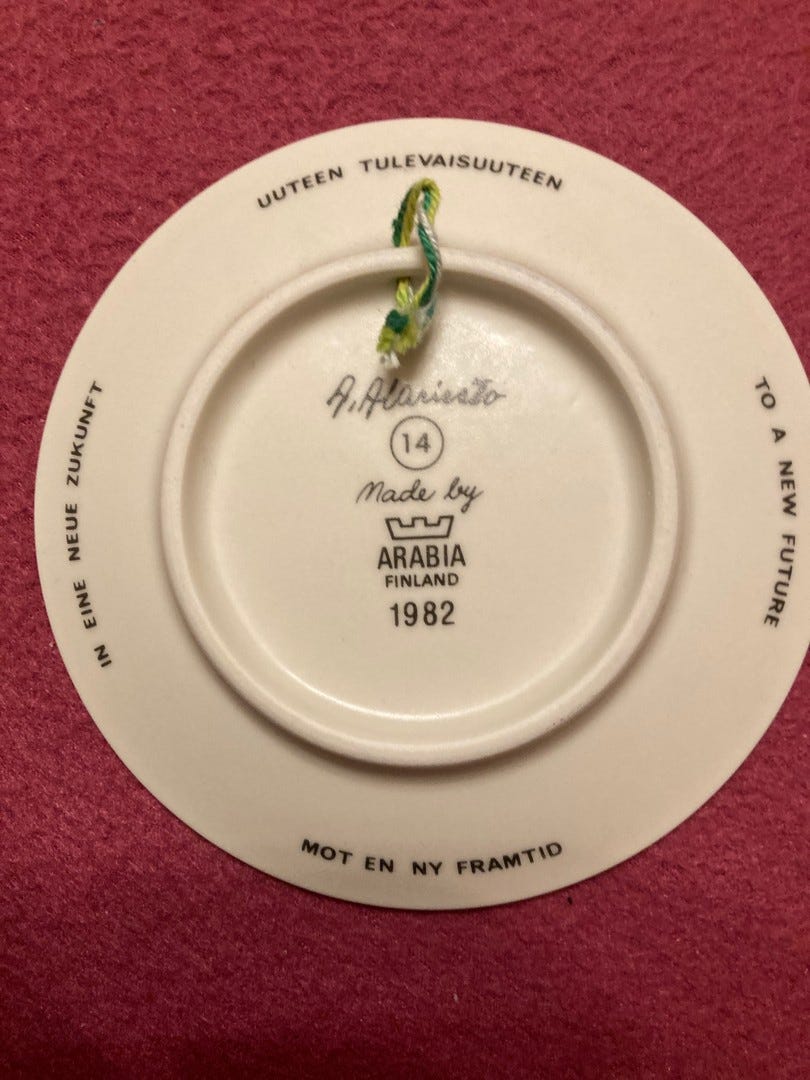 UUTEEN TULEVAISUUTEEN
TO A NEW FUTURE
MOT EN NY FRAMTID
IN EINE NEUE ZUKUNFT
14
Made by
ARABIA
FINLAND
1982